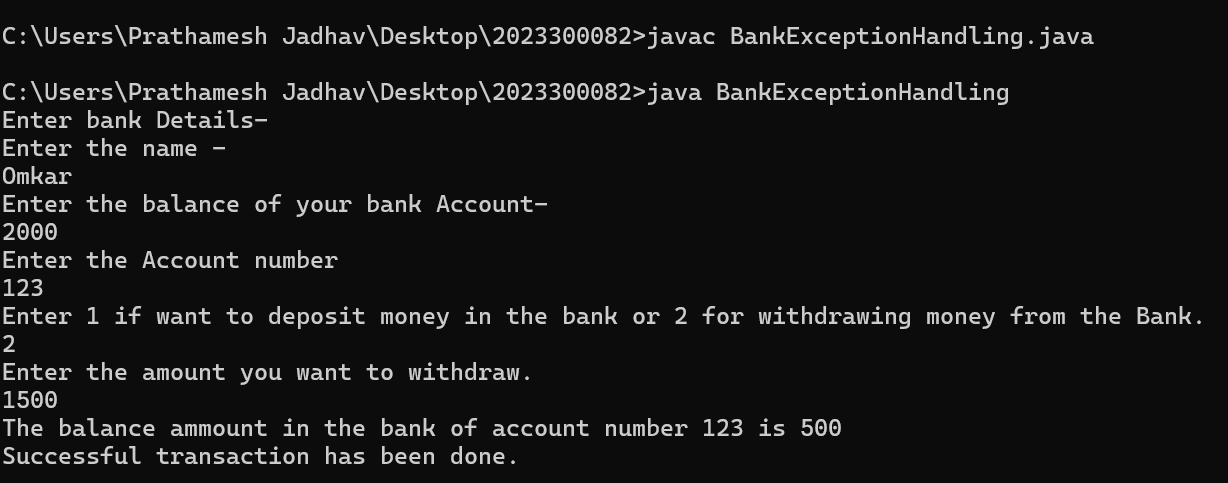 C:\Users\Prathamesh Jadhav\Desktop\2023300082>javac BankExceptionHandling.java
C:\Users\Prathamesh Jadhav\Desktop\2023300082>java BankExceptionHandling
Enter bank Details-
Enter the name -
Omkar
Enter the balance of your bank Account-
2000
Enter the Account number
123
Enter 1 if want to deposit money in the bank or 2 for withdrawing money from the Bank.
2
Enter the amount you want to withdraw.
1500
The balance ammount in the bank of account number 123 is 500
Successful transaction has been done.